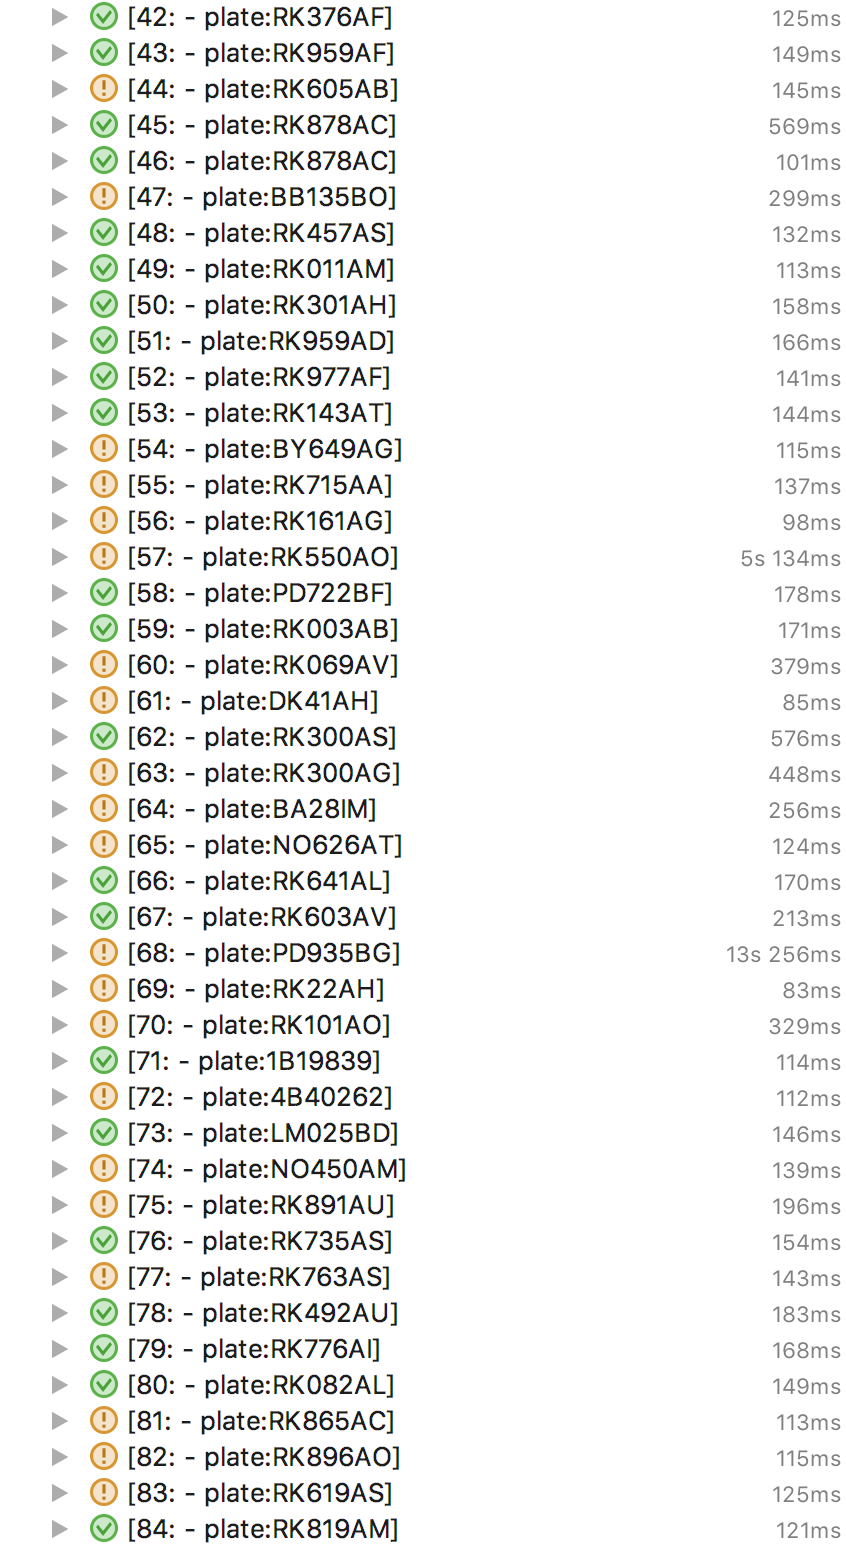 [42: - plate:RK376AF] 125ms
[43: - plate:RK959AF] 149ms
[44: - plate:RK605AB] 145ms
[45: - plate:RK878AC] 569ms
[46: - plate:RK878AC] 101ms
[47: - plate:BB135BO] 299ms
[48: - plate:RK457AS] 132ms
[49: - plate:RK011AM] 113ms
[50: - plate:RK301AH] 158ms
[51: - plate:RK959AD] 166ms
[52: - plate:RK977AF] 141ms
[53: - plate:RK143AT] 144ms
[54: - plate:BY649AG] 115ms
[55: - plate:RK715AA] 137ms
[56: - plate:RK161AG] 98ms
[57: - plate:RK550AO] 5s 134ms
[58: - plate:PD722BF] 178ms
[59: - plate:RK003AB] 171ms
[60: - plate:RK069AV] 379ms
[61: - plate:DK41AH] 85ms
[62: - plate:RK300AS] 576ms
[63: - plate:RK300AG] 448ms
[64: - plate:BA28IM] 256ms
[65: - plate:NO626AT] 124ms
[66: - plate:RK641AL] 170ms
[67: - plate:RK603AV] 213ms
[68: - plate:PD935BG] 13s 256ms
[69: - plate:RK22AH] 83ms
[70: - plate:RK101AO] 329ms
[71: - plate:1B19839] 114ms
[72: - plate:4B40262] 112ms
[73: - plate:LM025BD] 146ms
[74: - plate:NO450AM] 139ms
[75: - plate:RK891AU] 196ms
[76: - plate:RK735AS] 154ms
[77: - plate:RK763AS] 143ms
[78: - plate:RK492AU] 183ms
[79: - plate:RK776AI] 168ms
[80: - plate:RK082AL] 149ms
[81: - plate:RK865AC] 113ms
[82: - plate:RK896AO] 115ms
[83: - plate:RK619AS] 125ms
[84: - plate:RK819AM] 121ms